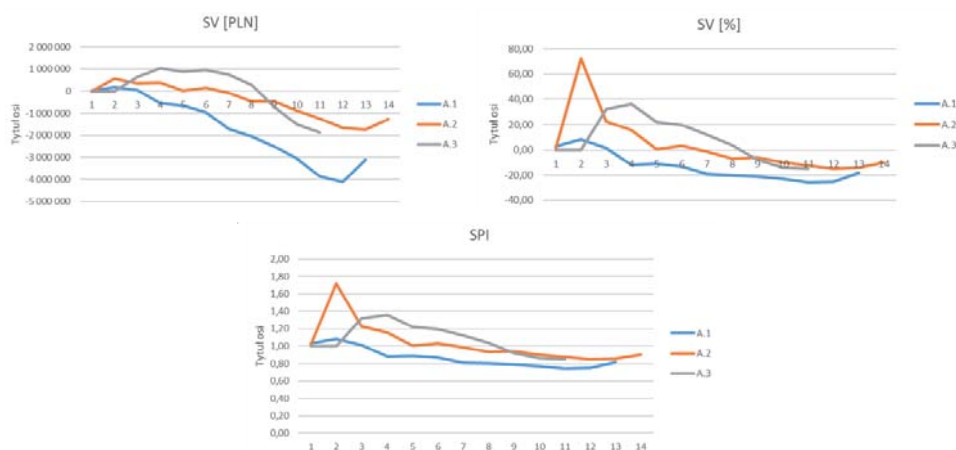 SV [PLN]
2 000 000
1 000 000
0
-1 000 000
-2 000 000
-3 000 000
-4 000 000
-5 000 000
Tytuł osi
1 2 3 4 5 6 7 8 9 10 11 12 13 14
A.1
A.2
A.3
SV [%]
80,00
60,00
40,00
20,00
0,00
-20,00
-40,00
Tytuł osi
1 2 3 4 5 6 7 8 9 10 11 12 13 14
A.1
A.2
A.3
SPI
2,00
1,80
1,60
1,40
1,20
1,00
0,80
0,60
0,40
0,20
0,00
Tytuł osi
1 2 3 4 5 6 7 8 9 10 11 12 13 14
A.1
A.2
A.3